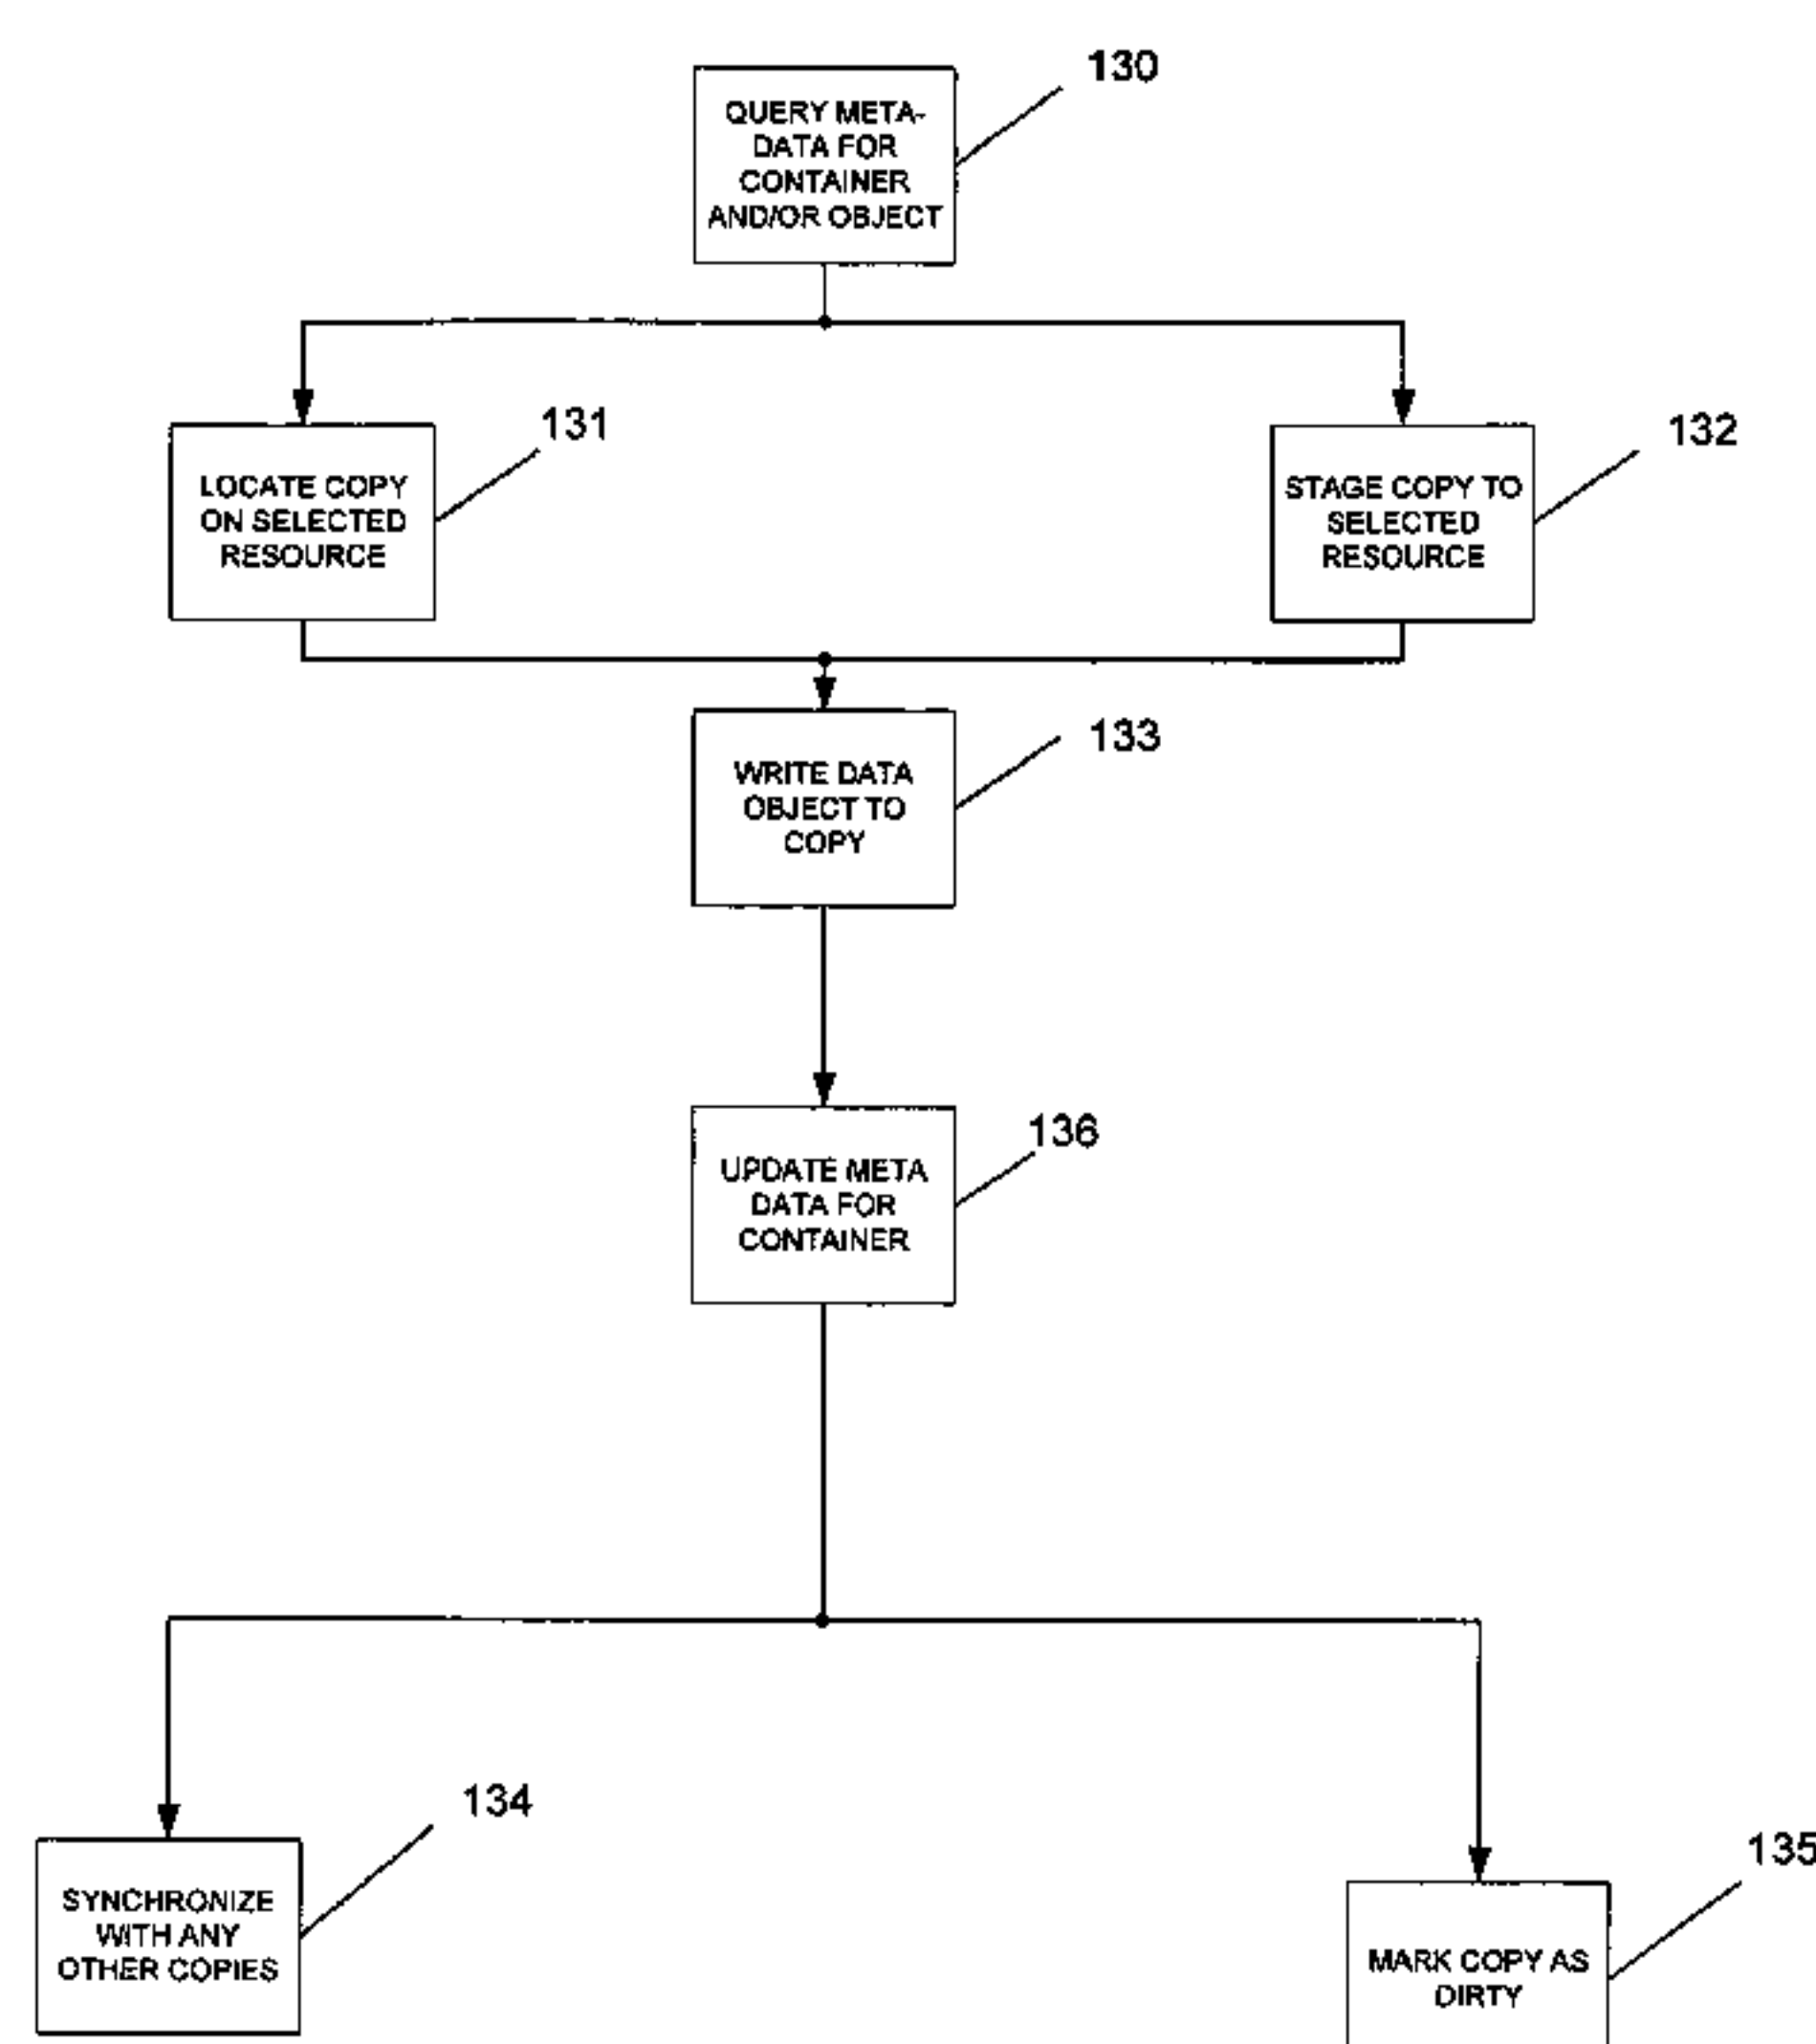 130
QUERY META-
DATA FOR
CONTAINER
AND/OR OBJECT
131
LOCATE COPY
ON SELECTED
RESOURCE
132
STAGE COPY TO
SELECTED
RESOURCE
133
WRITE DATA
OBJECT TO
COPY
136
UPDATE META
DATA FOR
CONTAINER
134
SYNCHRONIZE
WITH ANY
OTHER COPIES
135
MARK COPY AS
DIRTY